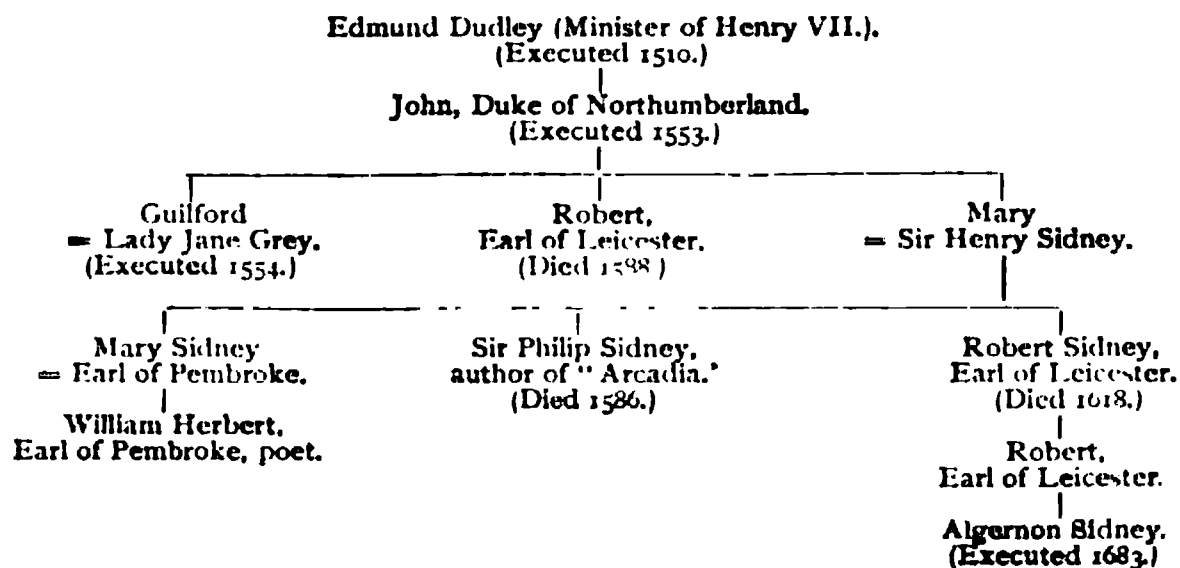 Edmund Dudley (Minister of Henry VII.).
(Executed 1510.)
John, Duke of Northumberland.
(Executed 1553.)
Guilford
= Lady Jane Grey.
(Executed 1554.)
Robert,
Earl of Leicester.
(Died 1588)
Mary
= Sir Henry Sidney.
Mary Sidney
= Earl of Pembroke.
Sir Philip Sidney,
author of "Arcadia."
(Died 1586.)
Robert Sidney,
Earl of Leicester.
(Died 1618.)
William Herbert,
Earl of Pembroke, poet.
Robert,
Earl of Leicester.
Algernon Sidney.
(Executed 1683.)